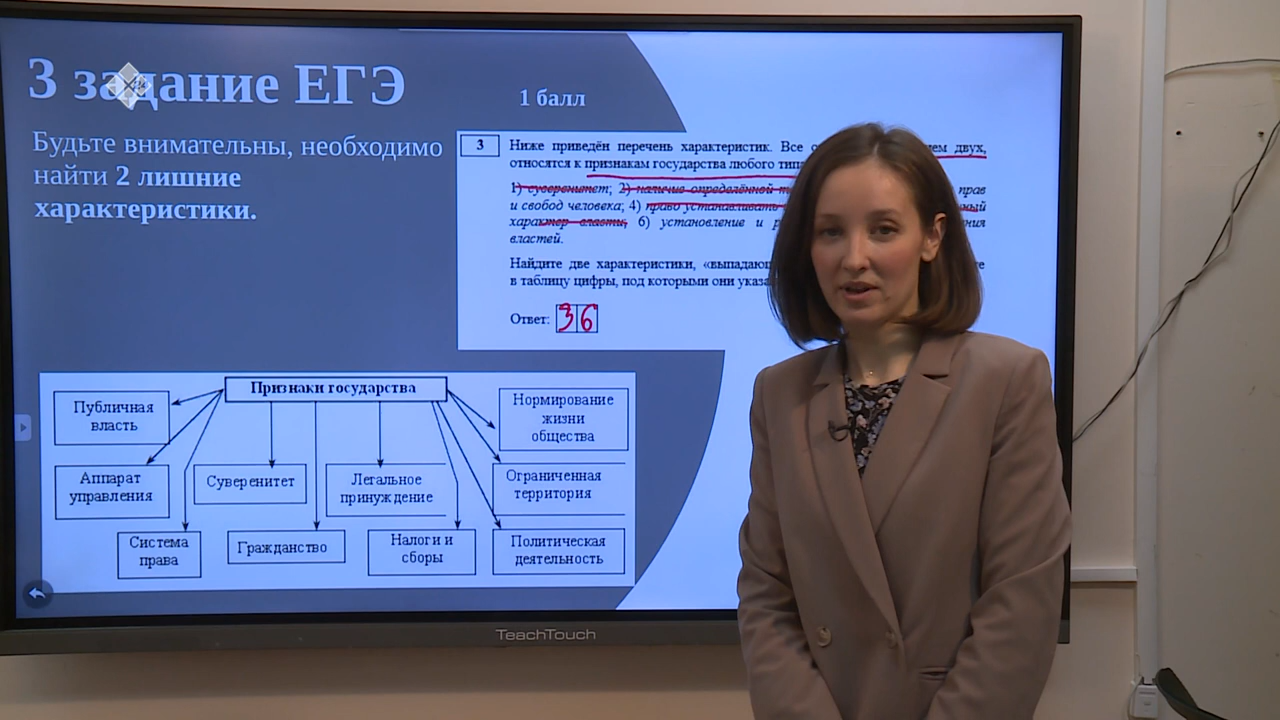 3 задание ЕГЭ
1 балл
Будьте внимательны, необходимо
найти 2 лишние
характеристики.
3
Ниже приведён перечень характеристик. Все двух,
относятся к признакам государства любого
1) суверенитет; 2) наличие определённой прав
и свобод человека; 4) право устанавливать
характер власти; 6) установление и
властей.
Найдите две характеристики,
в таблицу цифры, под которыми они
Ответ: 36
Признаки государства
Публичная
власть
Нормирование
жизни
общества
Аппарат
управления
Суверенитет
Легальное
принуждение
Ограниченная
территория
Система
права
Гражданство
Налоги и
сборы
Политическая
деятельность
TeachTouch